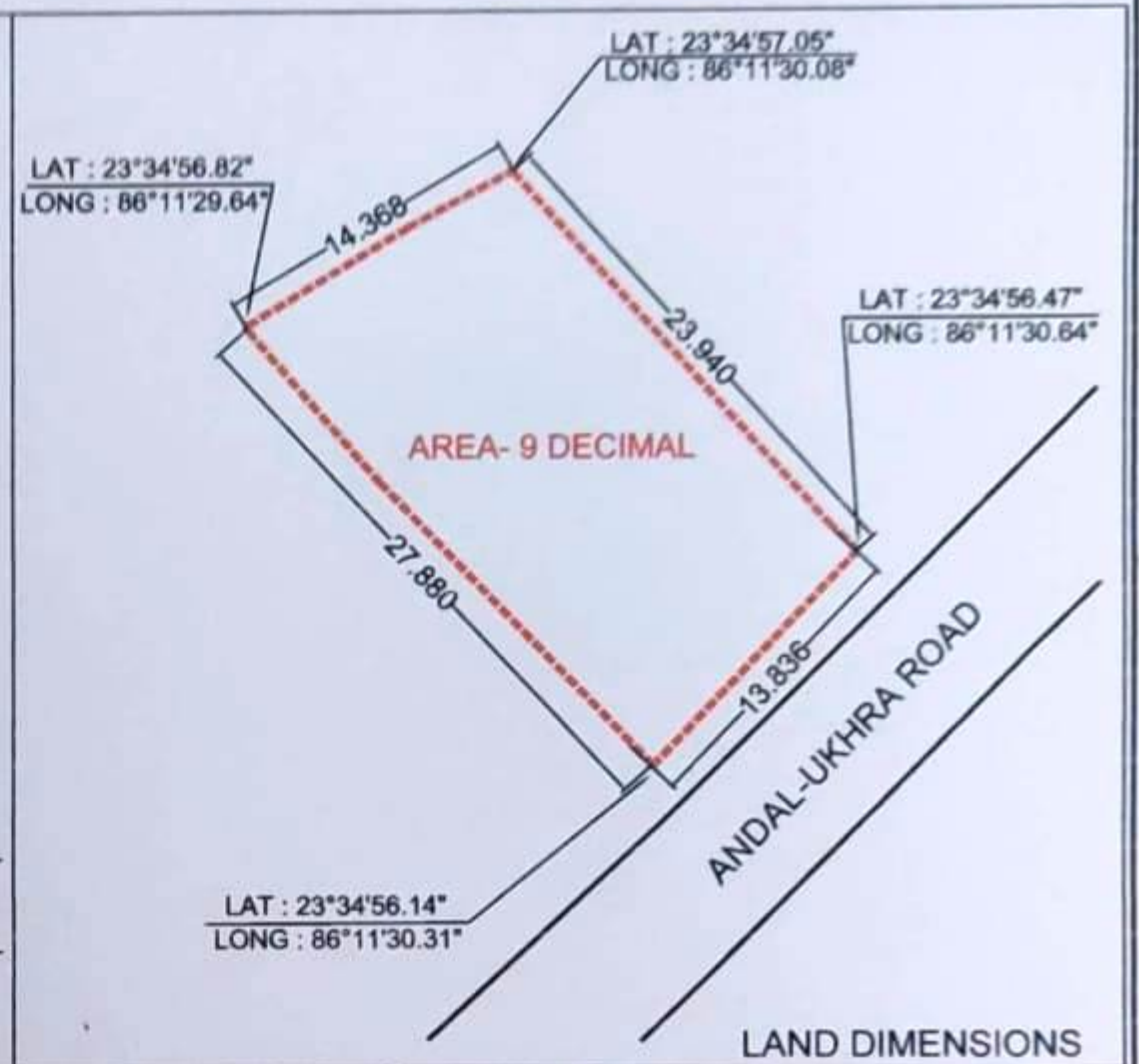 LAT : 23°34'57.05"
LONG : 86°11'30.08"
LAT : 23°34'56.82"
LONG : 86°11'29.64"
14.368
23.940
LAT : 23°34'56.47"
LONG : 86°11'30.64"
AREA- 9 DECIMAL
27.880
13.836
ANDAL-UKHRA ROAD
LAT : 23°34'56.14"
LONG : 86°11'30.31"
LAND DIMENSIONS